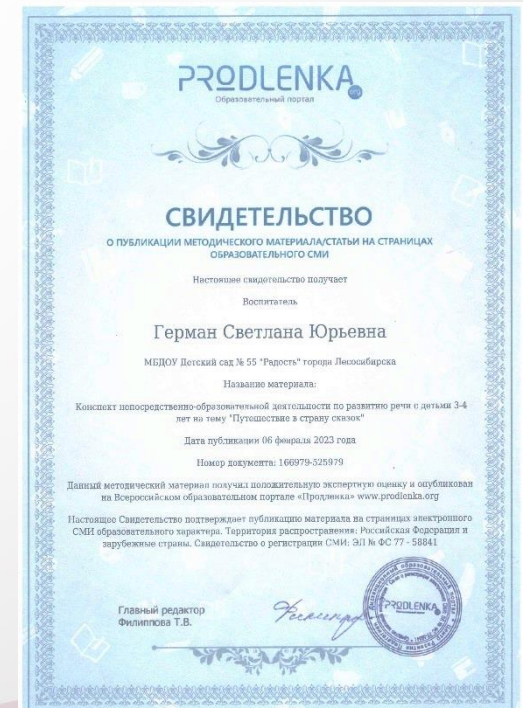 PRODLENKA.ORG
Образовательный портал
СВИДЕТЕЛЬСТВО
О ПУБЛИКАЦИИ МЕТОДИЧЕСКОГО МАТЕРИАЛА/СТАТЬИ НА СТРАНИЦАХ
ОБРАЗОВАТЕЛЬНОГО СМИ
Настоящее свидетельство получает
Воспитатель
Герман Светлана Юрьевна
МБДОУ Детский сад № 55 "Радость" города Лесосибирска
Название материала:
Конспект непосредственно-образовательной деятельности по развитию речи с детьми 3-4
лет на тему "Путешествие в страну сказок"
Дата публикации 06 февраля 2023 года
Номер документа: 166979-525979
Данный методический материал получил положительную экспертную оценку и опубликован
на Всероссийском образовательном портале «Продленка» www.prodlenka.org
Настоящее Свидетельство подтверждает публикацию материала на страницах электронного
СМИ образовательного характера. Территория распространения: Российская Федерация и
зарубежные страны. Свидетельство о регистрации СМИ: ЭЛ № ФС 77 - 58841
Главный редактор
Филиппова Т.В.
PRODLENKA